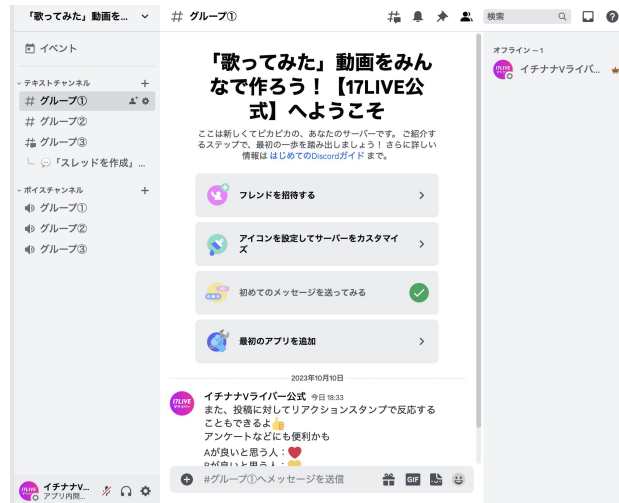 「歌ってみた」動画を...
グループ①
検索
イベント
テキストチャンネル
グループ①
グループ②
グループ③
「スレッドを作成」...
ボイスチャンネル
グループ①
グループ②
グループ③
「歌ってみた」動画をみん
なで作ろう！【17LIVE公
式】へようこそ
ここは新しくてピカピカの、あなたのサーバーです。ご紹介す
るステップで、最初の一歩を踏み出しましょう！さらに詳しい
情報は はじめてのDiscordガイド まで。
フレンドを招待する
アイコンを設定してサーバーをカスタマイ
ズ
初めてのメッセージを送ってみる
最初のアプリを追加
2023年10月10日
イチナナVライバー公式 今日 18:33
また、投稿に対してリアクションスタンプで反応する
こともできるよ👍
アンケートなどにも便利かも
Aが良いと思う人：❤️
Bが良いと思う人：🧡
#グループ①へメッセージを送信
GIF
オフライン – 1
17LIVE
イチナナVライバ...
17LIVE
イチナナV...
アプリ内問...